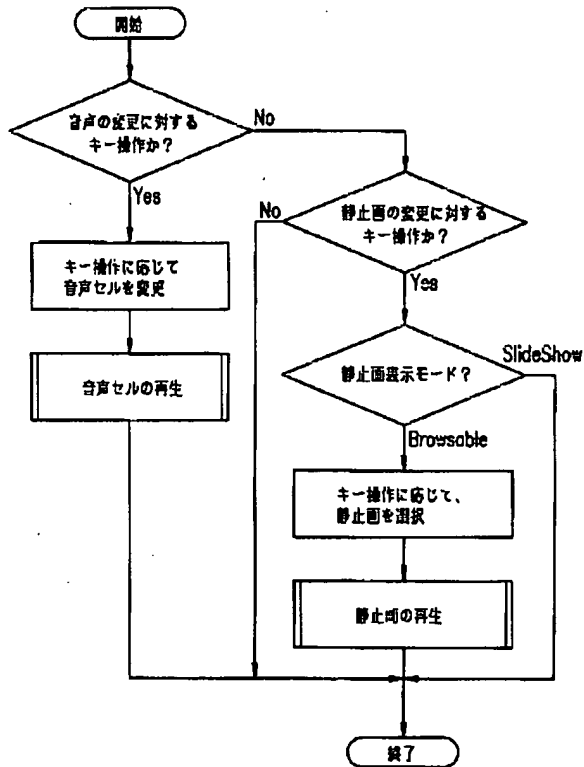 開始
音声の変更に対する
キー操作か？
No
Yes
静止画の変更に対する
キー操作か？
No
Yes
キー操作に応じて
音声セルを変更
音声セルの再生
静止画表示モード？
SlideShow
Browsable
キー操作に応じて、
静止画を選択
静止画の再生
終了